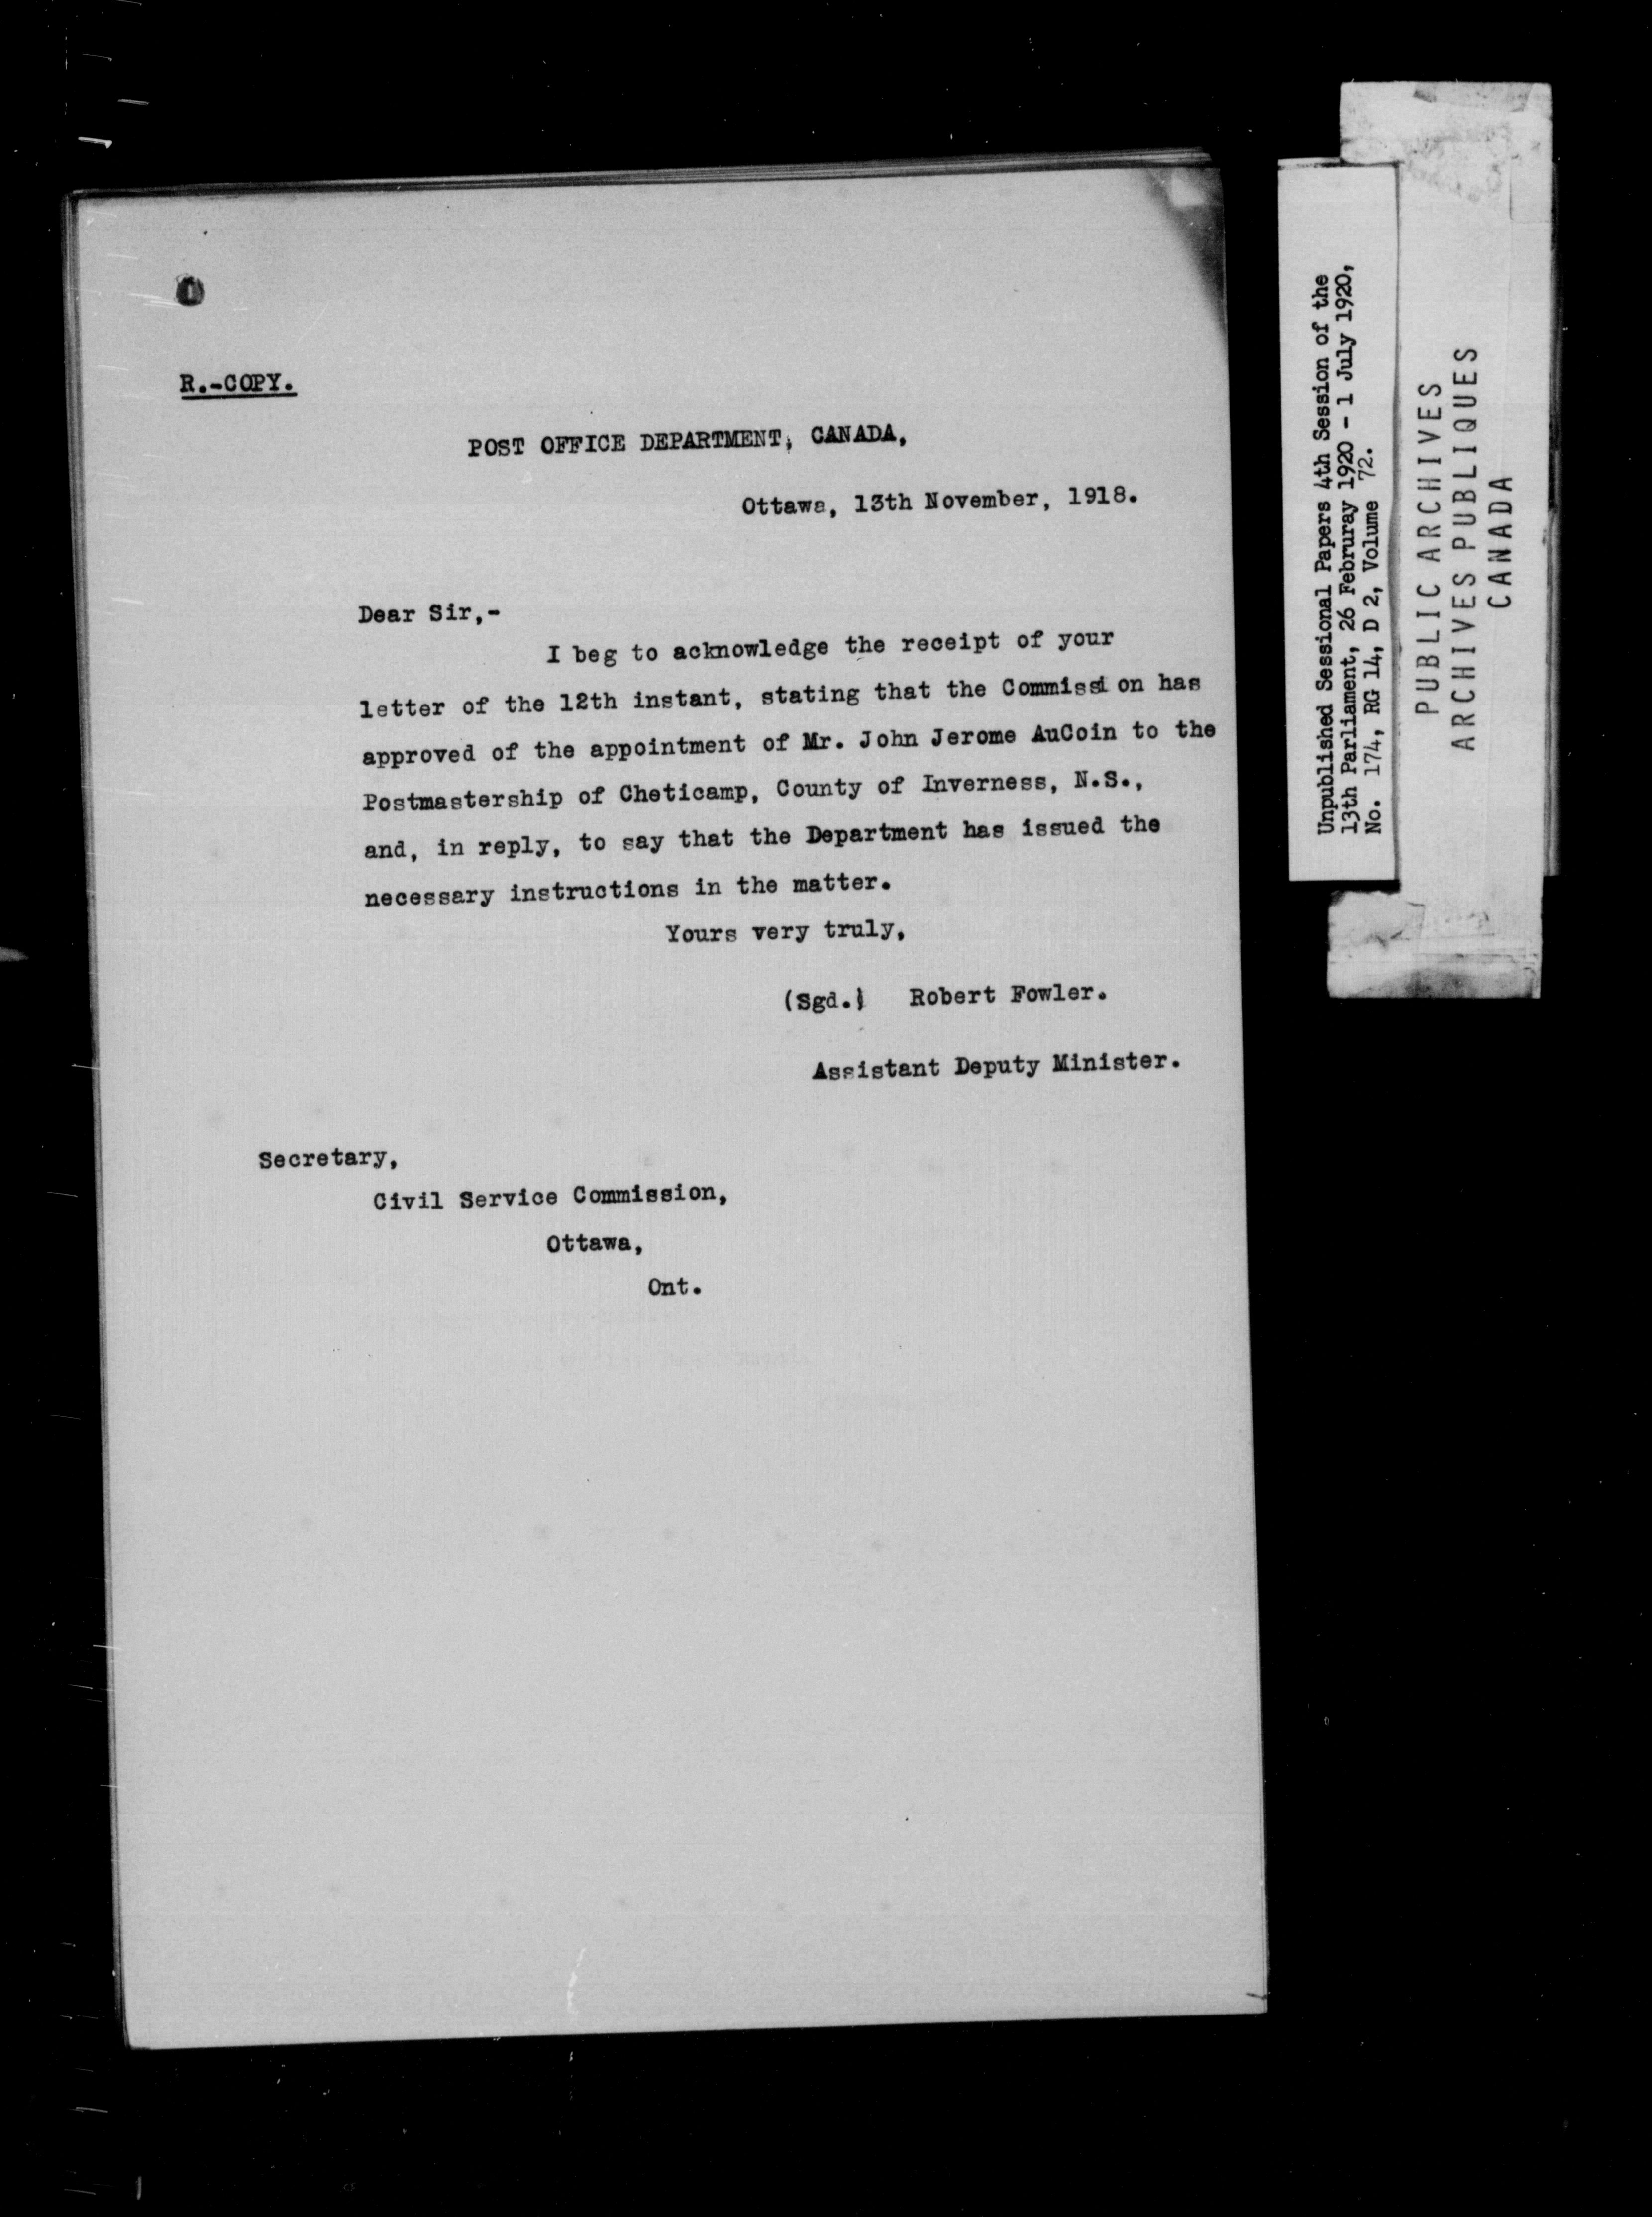 R.-COPY.
POST OFFICE DEPARTMENT, CANADA,
Ottawa, 13th November, 1918.
Dear Sir,-
I beg to acknowledge the receipt of your
letter of the 12th instant, stating that the Commission has
approved of the appointment of Mr. John Jerome AuCoin to the
Postmastership of Cheticamp, County of Inverness, N.S.,
and, in reply, to say that the Department has issued the
necessary instructions in the matter.
Yours very truly,
(Sgd.) Robert Fowler.
Assistant Deputy Minister.
Secretary,
Civil Service Commission,
Ottawa,
Ont.
Unpublished Sessional Papers 4th Session of the
13th Parliament, 26 Februray 1920 - 1 July 1920,
No. 174, RG 14, D 2, Volume 72.
PUBLIC ARCHIVES
ARCHIVES PUBLIQUES
CANADA